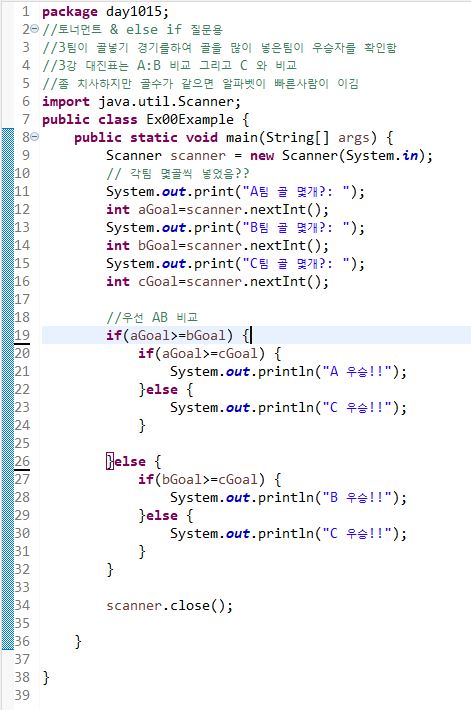 1 package day1015;
2 //토너먼트 & else if 질문용
3 //3팀이 골넣기 경기를하여 골을 많이 넣은팀이 우승자를 확인함
4 //3강 대진표는 A:B 비교 그리고 C 와 비교
5 //좀 치사하지만 골수가 같으면 알파벳이 빠른사람이 이김
6 import java.util.Scanner;
7 public class Ex00Example {
8     public static void main(String[] args) {
9         Scanner scanner = new Scanner(System.in);
10         // 각팀 몇골씩 넣었음??
11         System.out.print("A팀 골 몇개?: ");
12         int aGoal=scanner.nextInt();
13         System.out.print("B팀 골 몇개?: ");
14         int bGoal=scanner.nextInt();
15         System.out.print("C팀 골 몇개?: ");
16         int cGoal=scanner.nextInt();
17
18         //우선 AB 비교
19         if(aGoal>=bGoal) {
20             if(aGoal>=cGoal) {
21                 System.out.println("A 우승!!");
22             }else {
23                 System.out.println("C 우승!!");
24             }
25
26         }else {
27             if(bGoal>=cGoal) {
28                 System.out.println("B 우승!!");
29             }else {
30                 System.out.println("C 우승!!");
31             }
32         }
33
34         scanner.close();
35
36     }
37
38 }
39